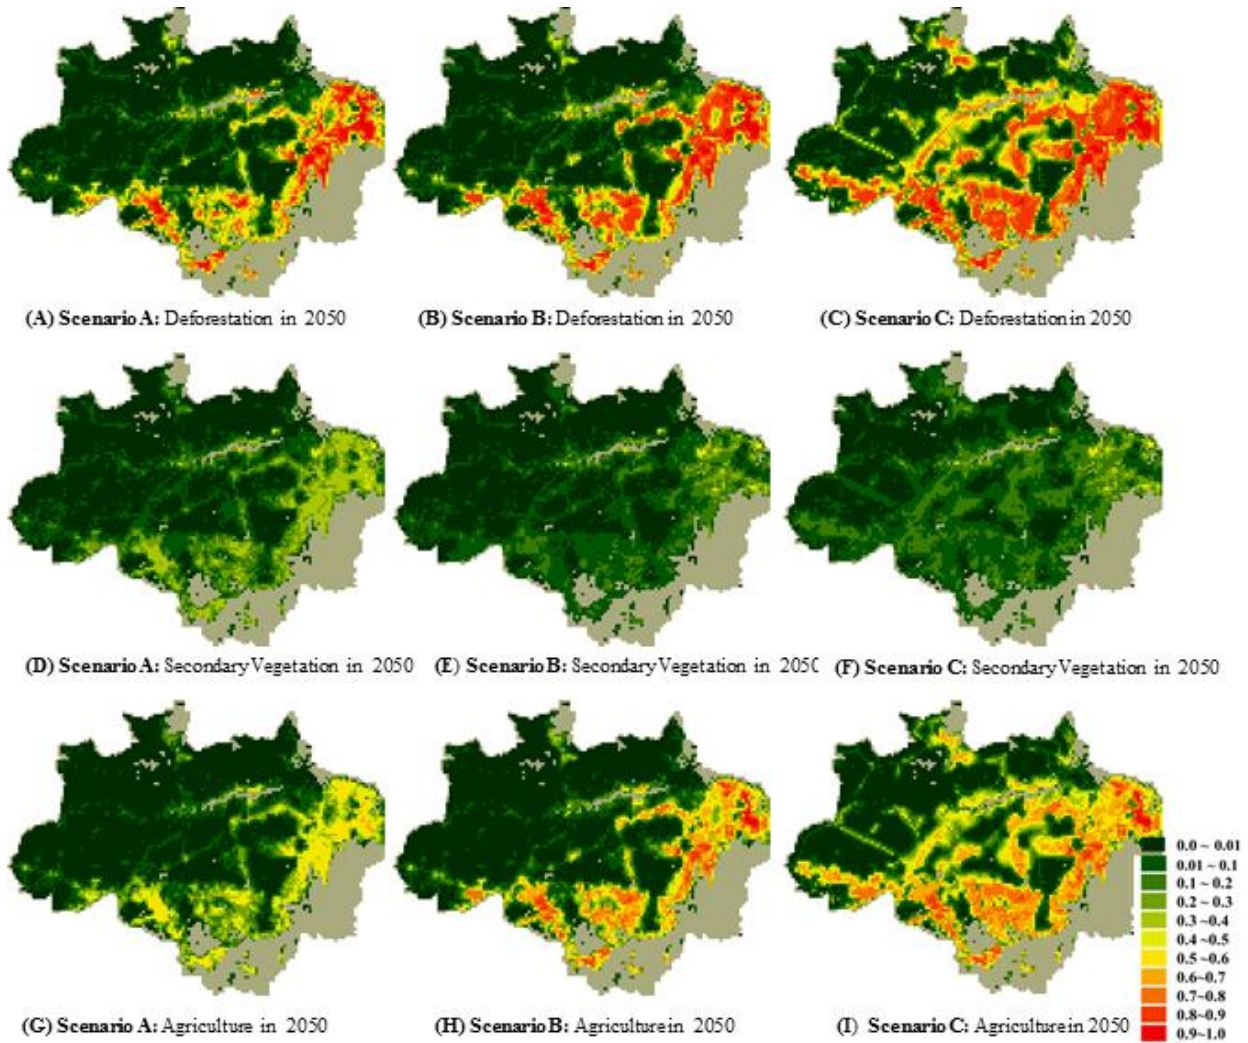 (A) Scenario A: Deforestation in 2050
(B) Scenario B: Deforestation in 2050
(C) Scenario C: Deforestation in 2050
(D) Scenario A: Secondary Vegetation in 2050
(E) Scenario B: Secondary Vegetation in 2050
(F) Scenario C: Secondary Vegetation in 2050
(G) Scenario A: Agriculture in 2050
(H) Scenario B: Agriculture in 2050
(I) Scenario C: Agriculture in 2050
0.0 ~ 0.01
0.01 ~ 0.1
0.1 ~ 0.2
0.2 ~ 0.3
0.3 ~0.4
0.4 ~0.5
0.5~0.6
0.6~0.7
0.7~0.8
0.8~0.9
0.9~1.0